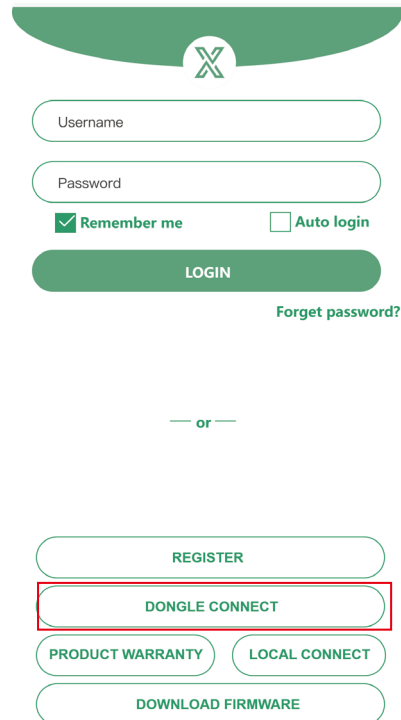 Username
Password
Remember me Auto login
LOGIN
Forget password?
or
REGISTER
DONGLE CONNECT
PRODUCT WARRANTY LOCAL CONNECT
DOWNLOAD FIRMWARE